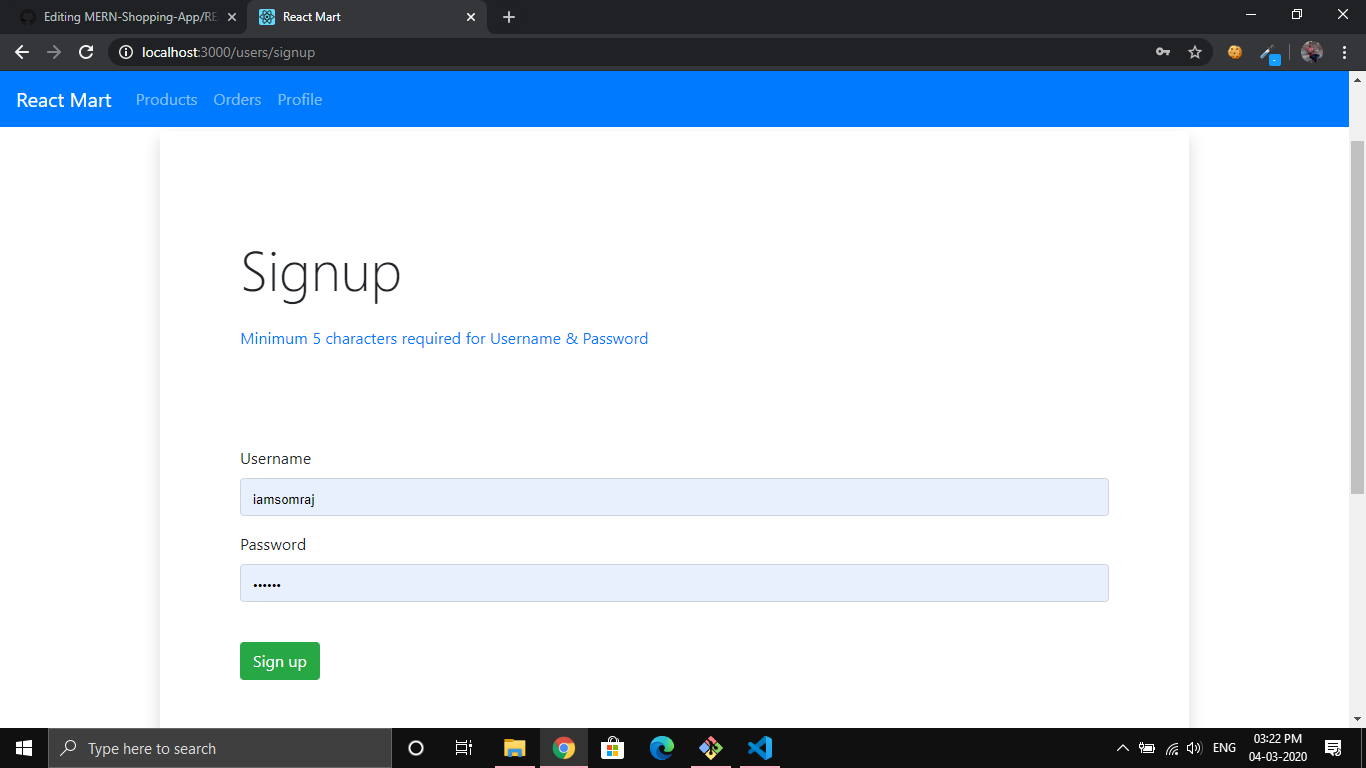 Editing MERN-Shopping-App/RE
React Mart
localhost:3000/users/signup
React Mart Products Orders Profile
Signup
Minimum 5 characters required for Username & Password
Username
iamsomraj
Password
••••••
Sign up
Type here to search
ENG
03:22 PM
04-03-2020